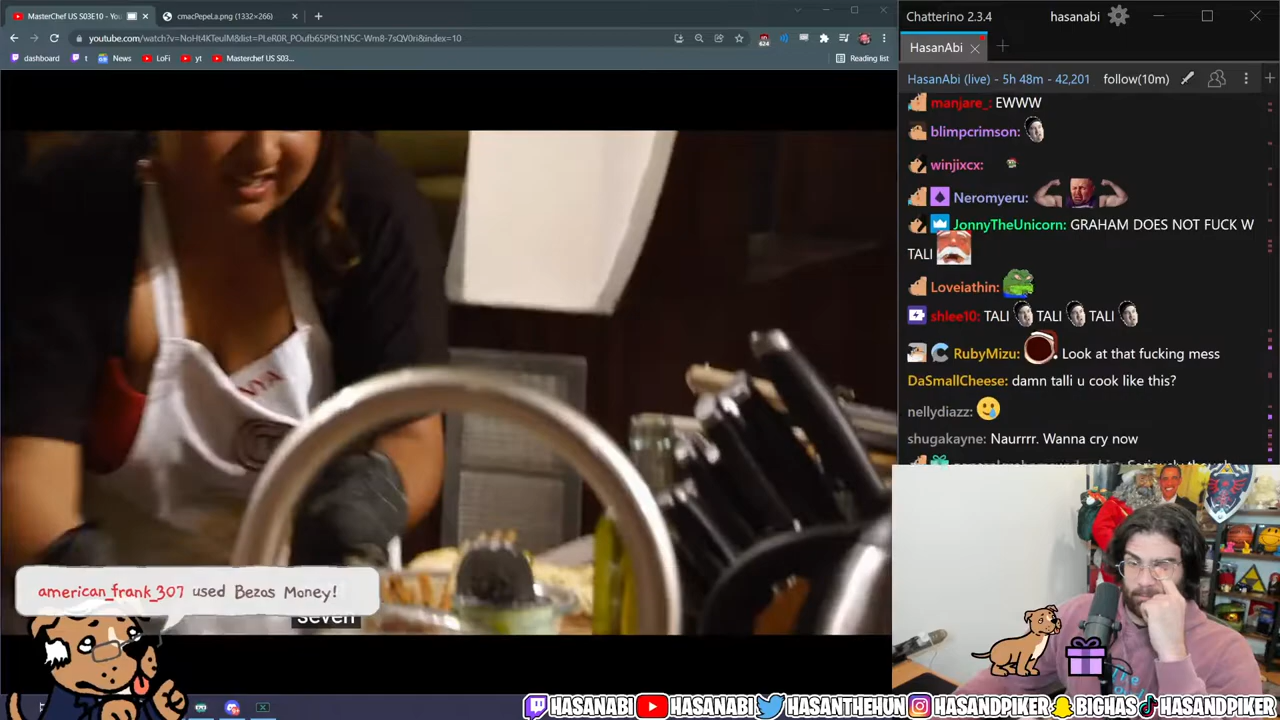 MasterChef US S03E10
cmacPepeLa.png (1332×266)
youtube.com/watch?v=NoHt4KTeuIM&list=PLeR0R_POufb65PfSt1N5C-Wm8-7sQV0ri&index=10
624
dashboard
t
News
LoFi
yt
Masterchef US S03...
Reading list
american_frank_307 used Bezos Money!
seven
Chatterino 2.3.4
hasanabi
HasanAbi
HasanAbi (live) - 5h 48m - 42,201
follow(10m)
manjare_: EWWW
blimpcrimson:
winjixcx:
Neromyeru:
JonnyTheUnicorn: GRAHAM DOES NOT FUCK W
TALI
Loveiathin:
shlee10: TALI TALI TALI
RubyMizu: Look at that fucking mess
DaSmallCheese: damn talli u cook like this?
nellydiazz:
shugakayne: Naurrrr. Wanna cry now
HASANABI HASANABI HASANTHEHUN HASANDPIKER BIGHAS HASANDPIKER